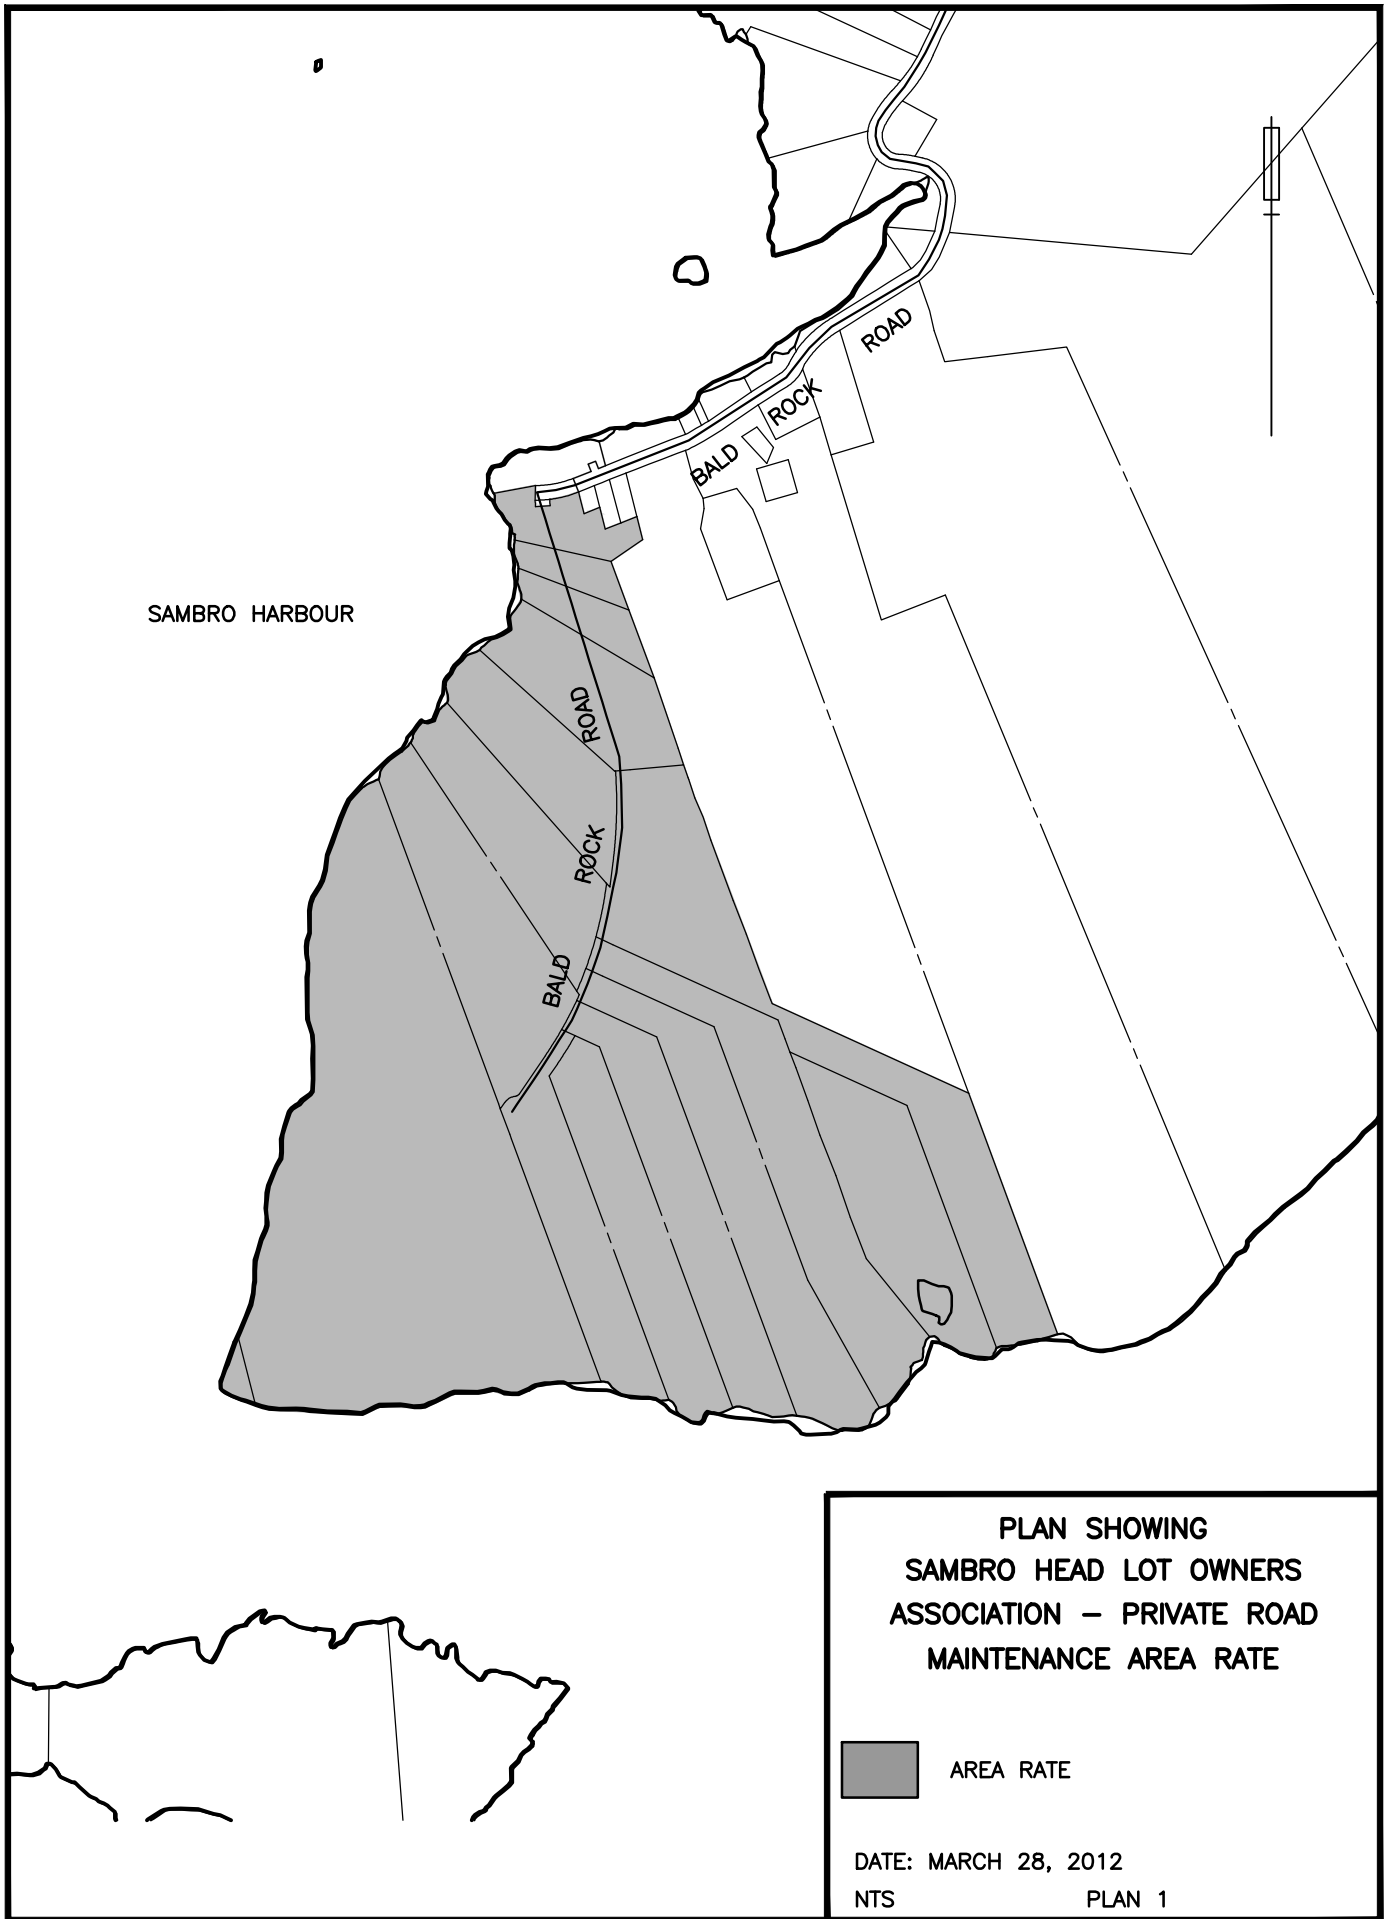 ROAD
ROCK
BALD
SAMBRO HARBOUR
ROAD
ROCK
BALD
PLAN SHOWING
SAMBRO HEAD LOT OWNERS
ASSOCIATION – PRIVATE ROAD
MAINTENANCE AREA RATE
AREA RATE
DATE: MARCH 28, 2012
NTS PLAN 1